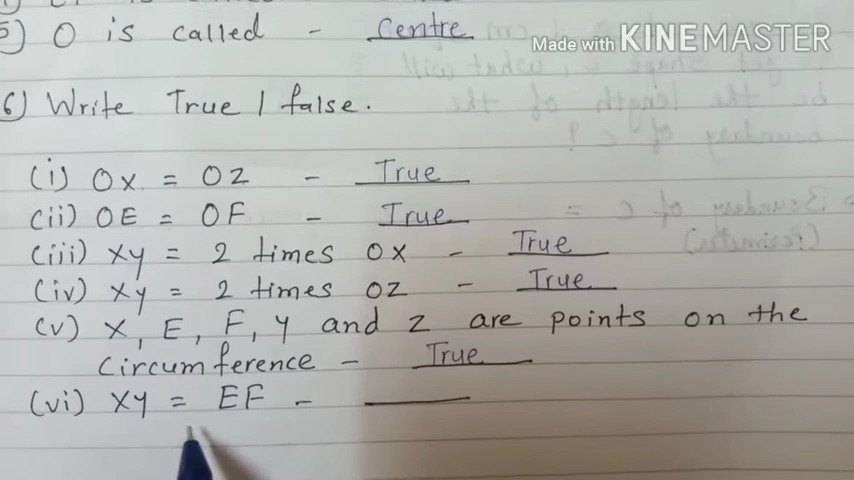 5) O is called - Centre
Made with KINEMASTER
6) Write True / false.
(i) OX = OZ - True
(ii) OE = OF - True
(iii) XY = 2 times OX - True
(iv) XY = 2 times OZ - True
(v) X, E, F, Y and Z are points on the
Circumference - True
(vi) XY = EF -